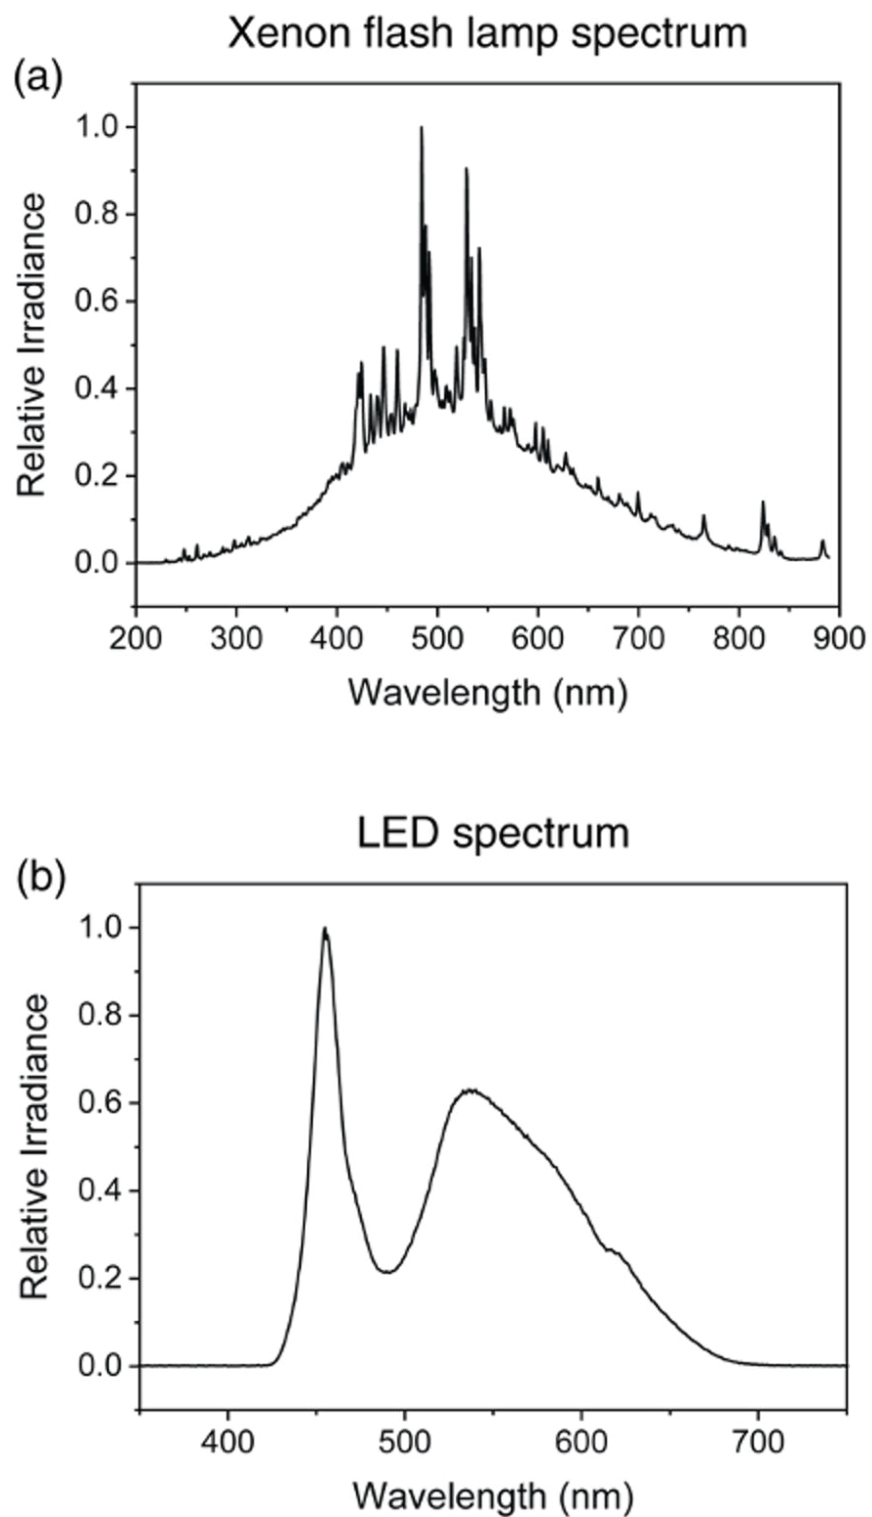 Xenon flash lamp spectrum
(a)
Relative Irradiance
1.0
0.8
0.6
0.4
0.2
0.0
200 300 400 500 600 700 800 900
Wavelength (nm)
LED spectrum
(b)
Relative Irradiance
1.0
0.8
0.6
0.4
0.2
0.0
400 500 600 700
Wavelength (nm)